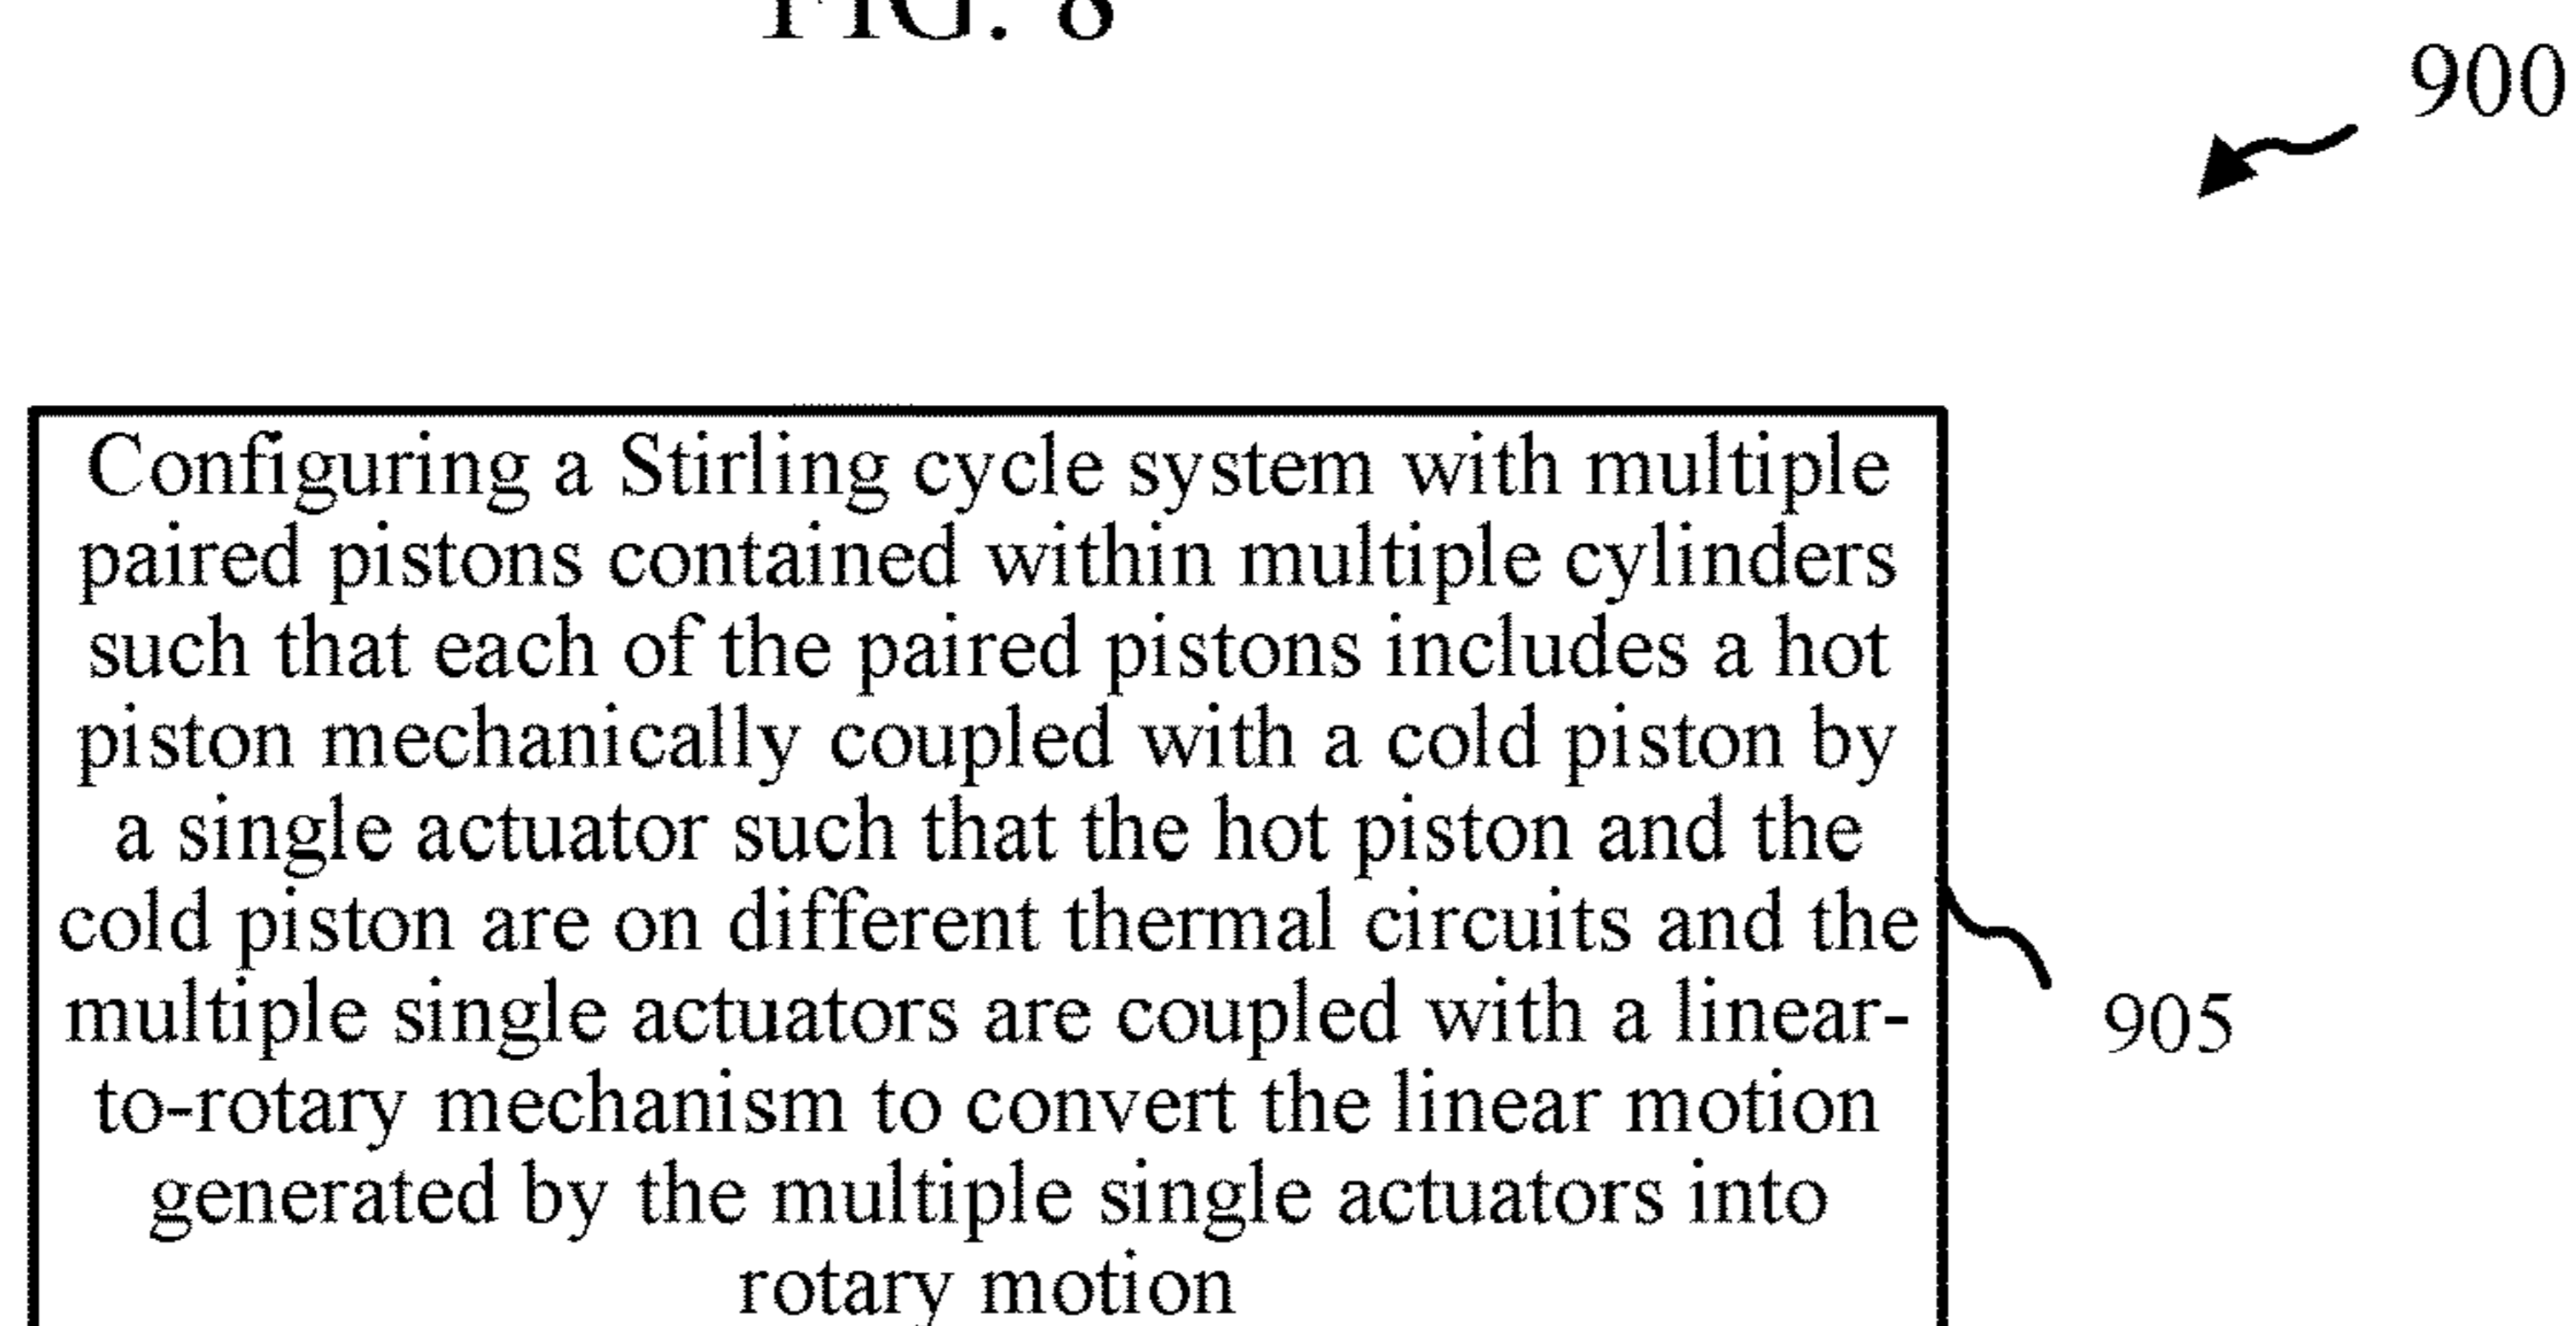 FIG. 8
900
Configuring a Stirling cycle system with multiple
paired pistons contained within multiple cylinders
such that each of the paired pistons includes a hot
piston mechanically coupled with a cold piston by
a single actuator such that the hot piston and the
cold piston are on different thermal circuits and the
multiple single actuators are coupled with a linear-
to-rotary mechanism to convert the linear motion
generated by the multiple single actuators into
rotary motion
905